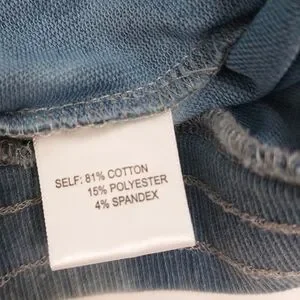 SELF: 81% COTTON
15% POLYESTER
4% SPANDEX